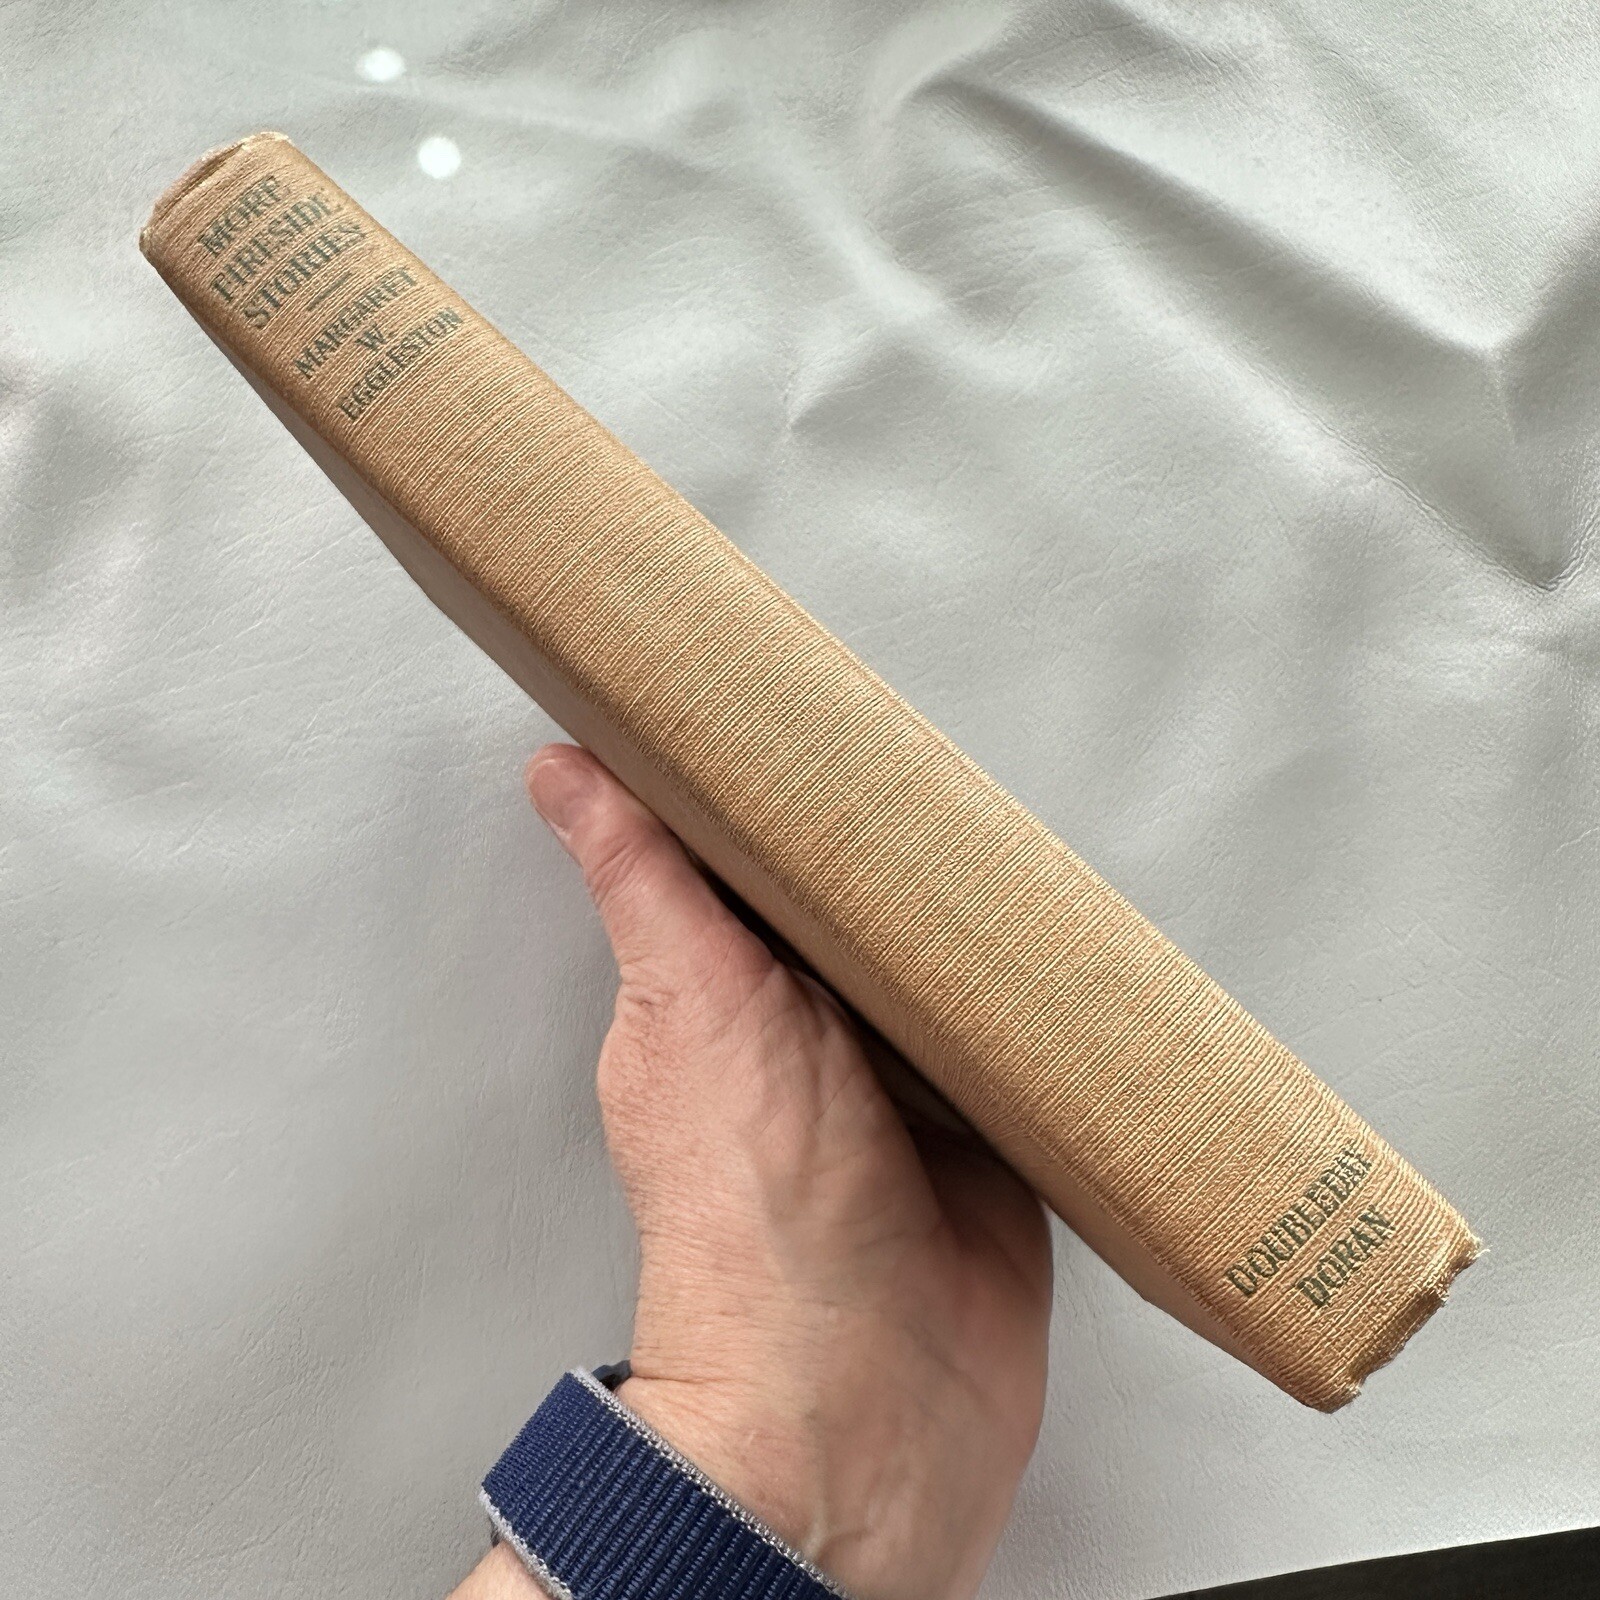 MORE
FIRESIDE
STORIES
MARGARET
W.
EGGLESTON
DOUBLEDAY
DORAN